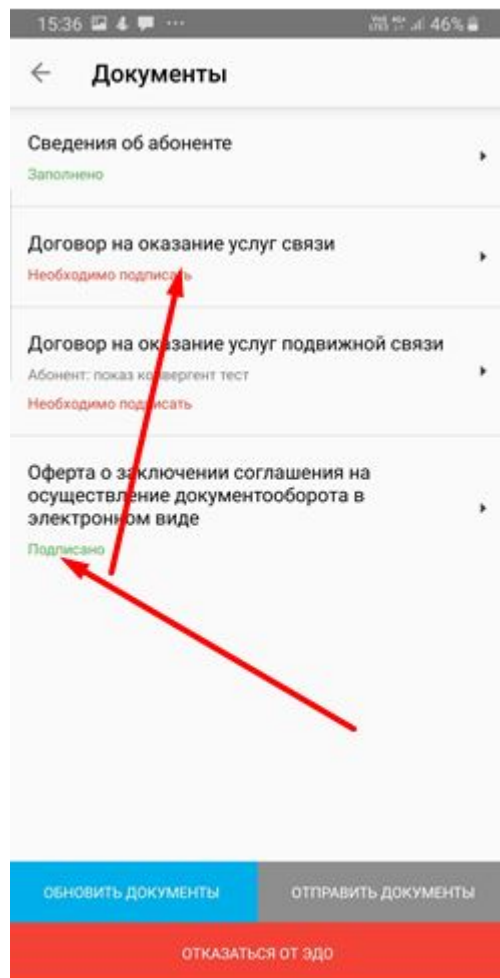 15:36
46%
Документы
Сведения об абоненте
Заполнено
Договор на оказание услуг связи
Необходимо подписать
Договор на оказание услуг подвижной связи
Абонент: показ конвергент тест
Необходимо подписать
Оферта о заключении соглашения на
осуществление документооборота в
электронном виде
Подписано
ОБНОВИТЬ ДОКУМЕНТЫ
ОТПРАВИТЬ ДОКУМЕНТЫ
ОТКАЗАТЬСЯ ОТ ЭДО